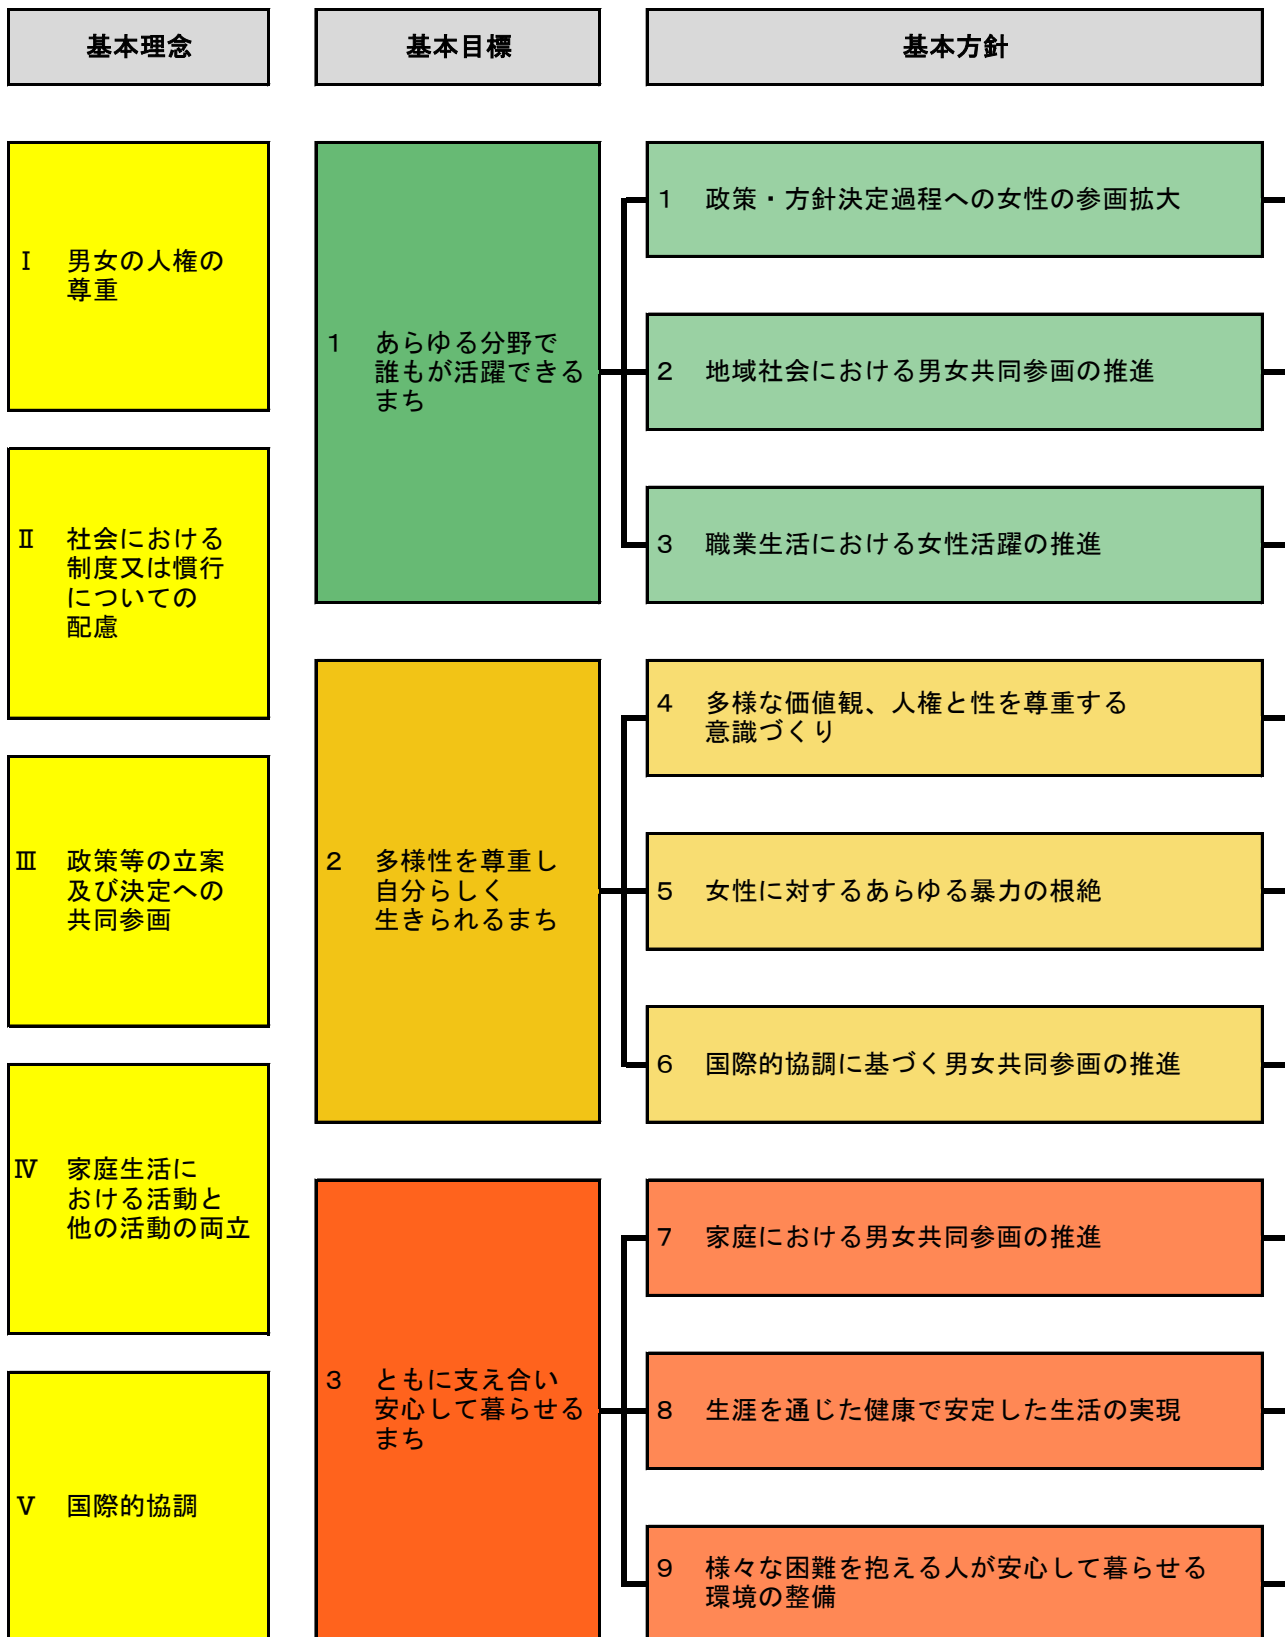 基本理念
基本目標
基本方針
Ⅰ 男女の人権の
尊重
Ⅱ 社会における
制度又は慣行
についての
配慮
Ⅲ 政策等の立案
及び決定への
共同参画
Ⅳ 家庭生活に
おける活動と
他の活動の両立
Ⅴ 国際的協調
1 あらゆる分野で
誰もが活躍できる
まち
1 政策・方針決定過程への女性の参画拡大
2 地域社会における男女共同参画の推進
3 職業生活における女性活躍の推進
2 多様性を尊重し
自分らしく
生きられるまち
4 多様な価値観、人権と性を尊重する
意識づくり
5 女性に対するあらゆる暴力の根絶
6 国際的協調に基づく男女共同参画の推進
3 ともに支え合い
安心して暮らせる
まち
7 家庭における男女共同参画の推進
8 生涯を通じた健康で安定した生活の実現
9 様々な困難を抱える人が安心して暮らせる
環境の整備